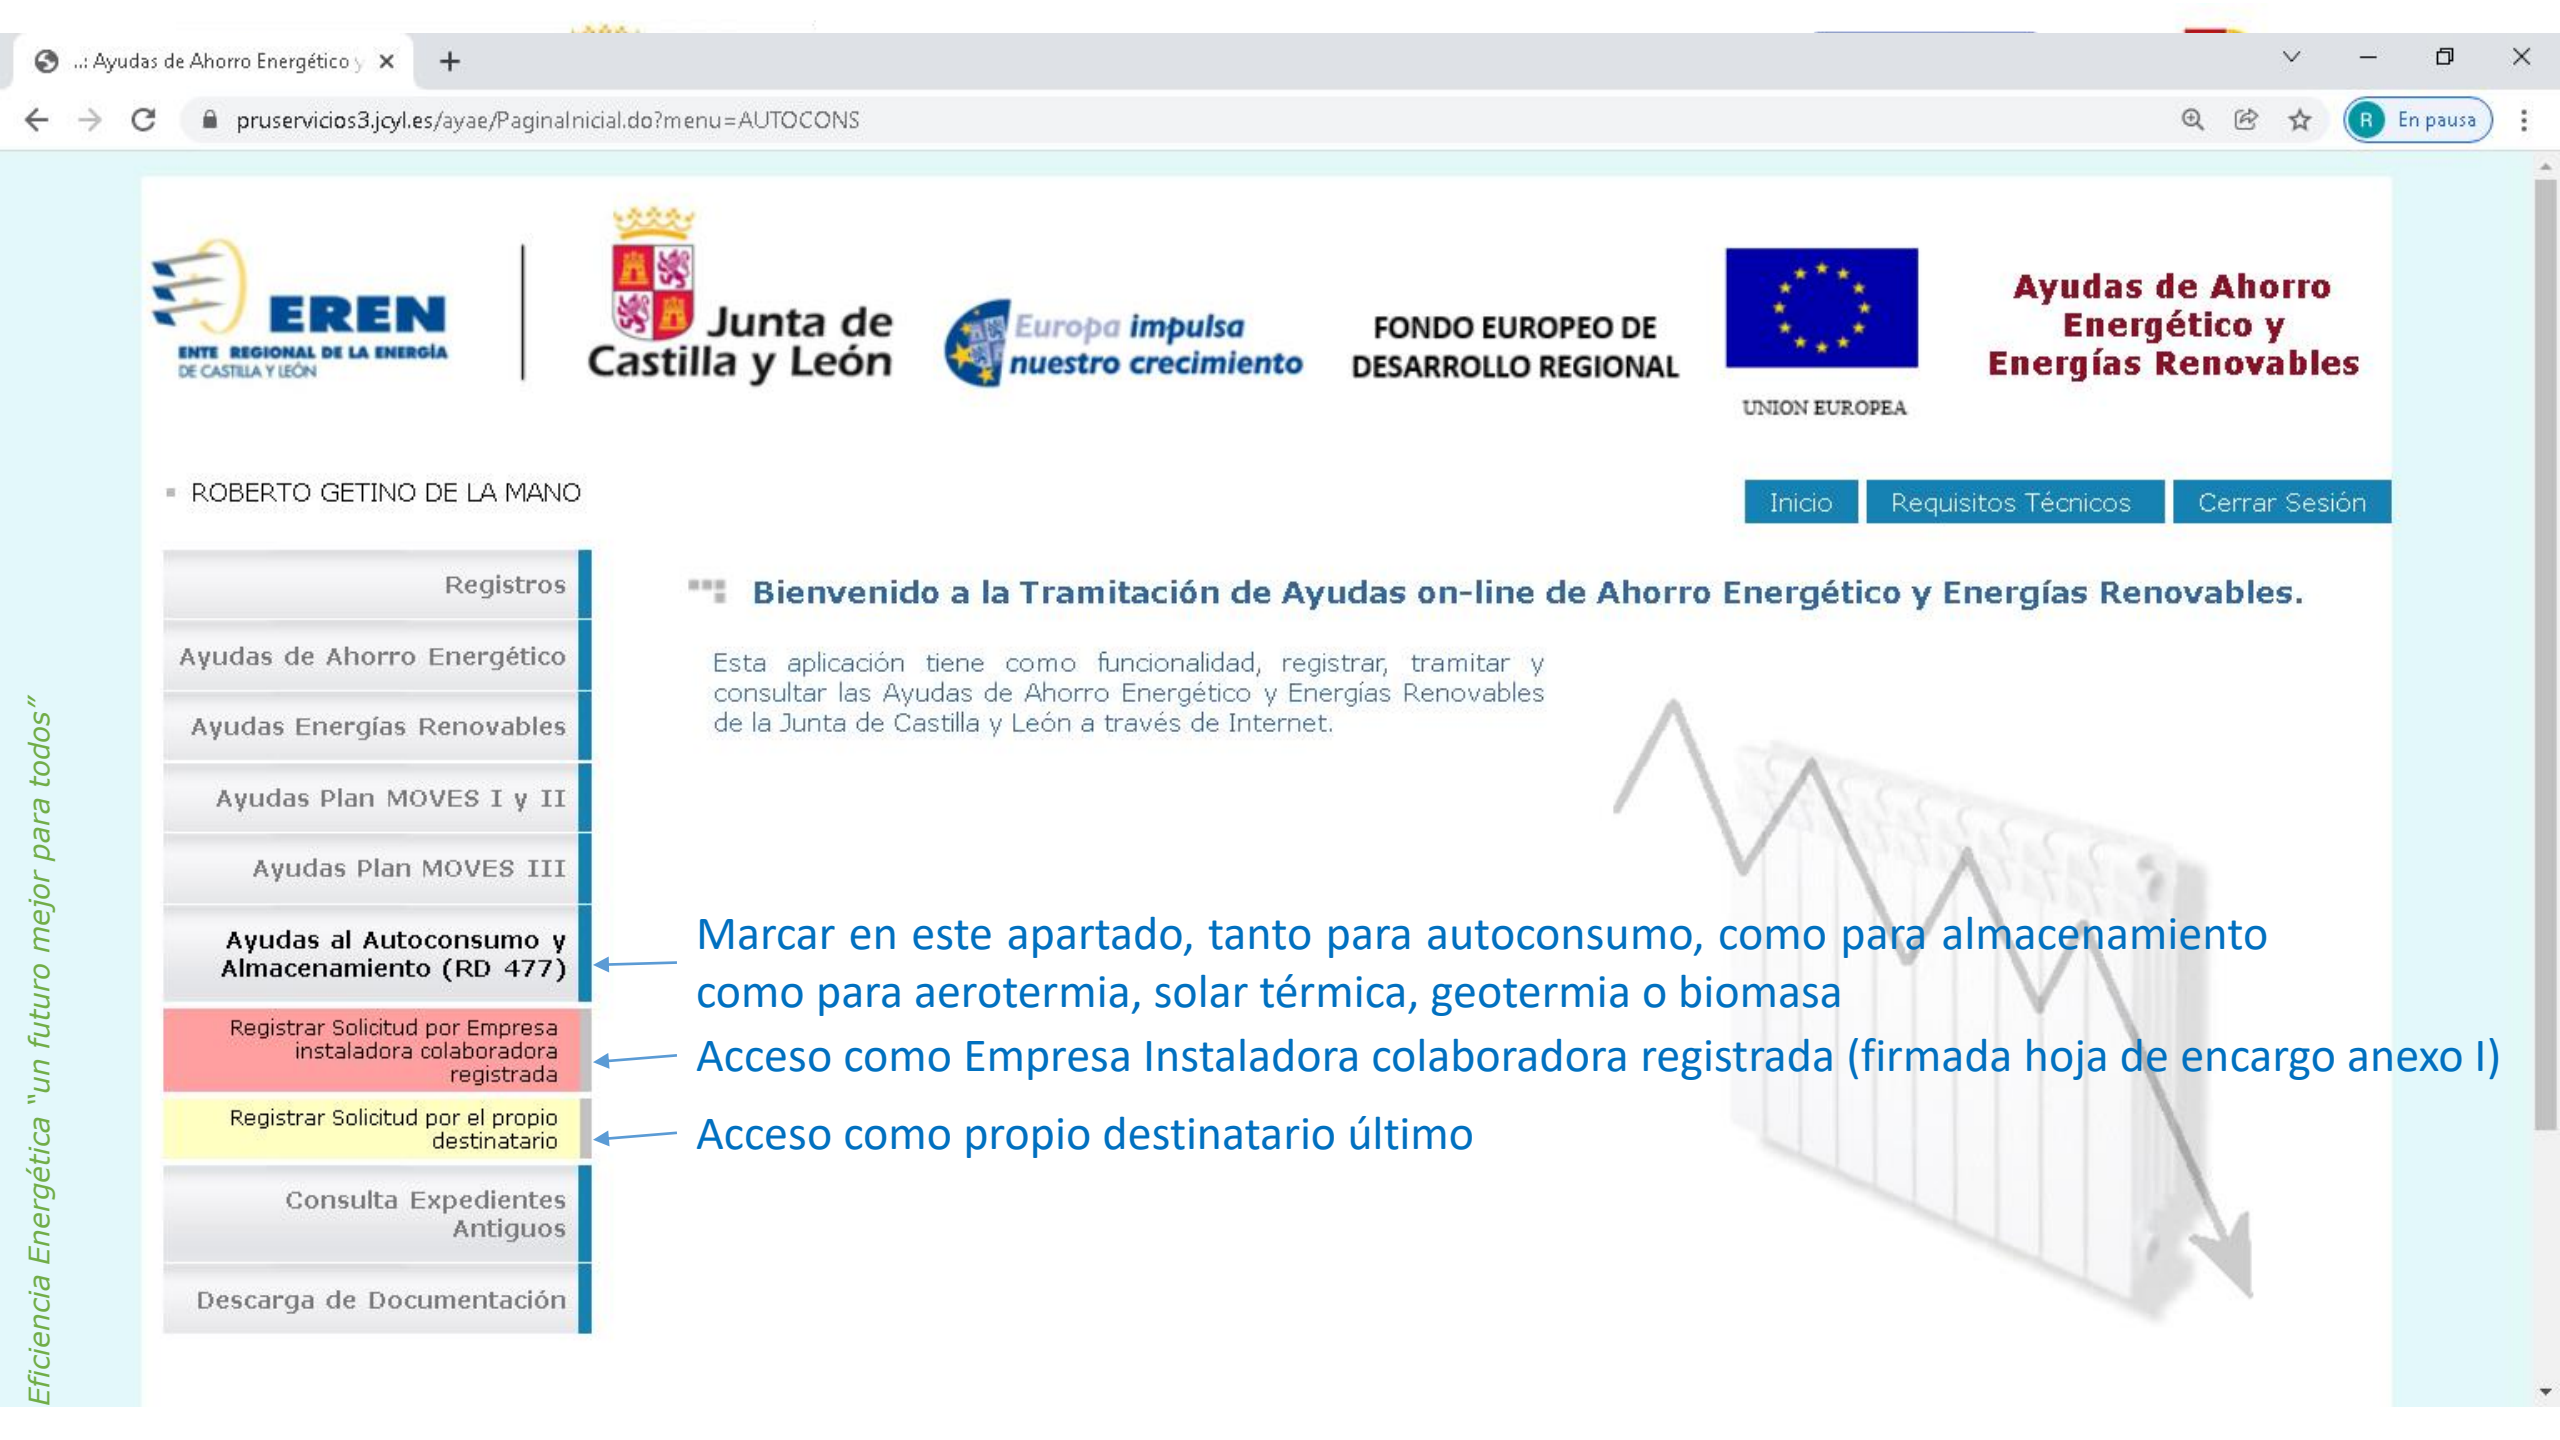 ..: Ayudas de Ahorro Energético y
pruservicios3.jcyl.es/ayae/PaginaInicial.do?menu=AUTOCONS
R
En pausa
EREN
ENTE REGIONAL DE LA ENERGÍA
DE CASTILLA Y LEÓN
Junta de
Castilla y León
Europa impulsa
nuestro crecimiento
FONDO EUROPEO DE
DESARROLLO REGIONAL
UNION EUROPEA
Ayudas de Ahorro
Energético y
Energías Renovables
ROBERTO GETINO DE LA MANO
Inicio
Requisitos Técnicos
Cerrar Sesión
Registros
Ayudas de Ahorro Energético
Ayudas Energías Renovables
Ayudas Plan MOVES I y II
Ayudas Plan MOVES III
Ayudas al Autoconsumo y
Almacenamiento (RD 477)
Registrar Solicitud por Empresa
instaladora colaboradora
registrada
Registrar Solicitud por el propio
destinatario
Consulta Expedientes
Antiguos
Descarga de Documentación
Bienvenido a la Tramitación de Ayudas on-line de Ahorro Energético y Energías Renovables.
Esta aplicación tiene como funcionalidad, registrar, tramitar y
consultar las Ayudas de Ahorro Energético y Energías Renovables
de la Junta de Castilla y León a través de Internet.
Marcar en este apartado, tanto para autoconsumo, como para almacenamiento
como para aerotermia, solar térmica, geotermia o biomasa
Acceso como Empresa Instaladora colaboradora registrada (firmada hoja de encargo anexo I)
Acceso como propio destinatario último
Eficiencia Energética "un futuro mejor para todos"